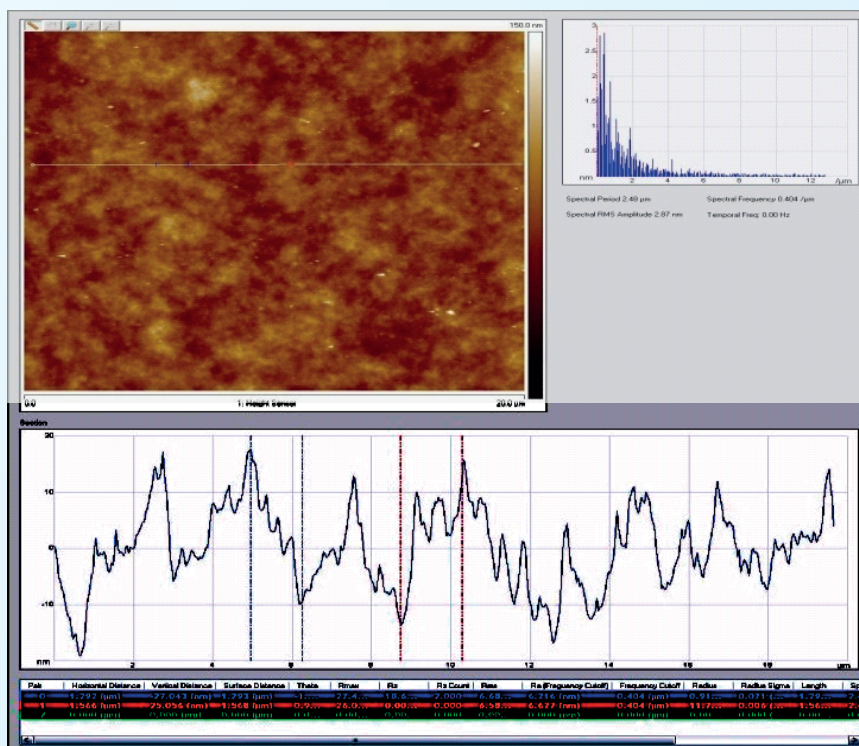 150.0 nm
0.0
1: Height Sensor
20.0 µm
3
2.5
2
1.5
1
0.5
nm
2
4
6
8
10
12
/µm
Spectral Period 2.48 µm
Spectral Frequency 0.404 /µm
Spectral RMS Amplitude 2.87 nm
Temporal Freq: 0.00 Hz
Section
20
10
0
-10
nm
2
4
6
8
10
12
14
16
18
µm
Pair Horizontal Distance Vertical Distance Surface Distance Theta Rmax Rz Rz Count Ra (Frequency Cutoff) Frequency Cutoff Radius Radius Sigma Length
0 1.292 (µm) -27.043 (nm) 1.293 (µm) 2.000 6.216 (nm) 0.404 (µm)
1 1.566 (µm) 25.056 (nm) 1.568 (µm) 0.000 6.677 (nm) 0.404 (µm)